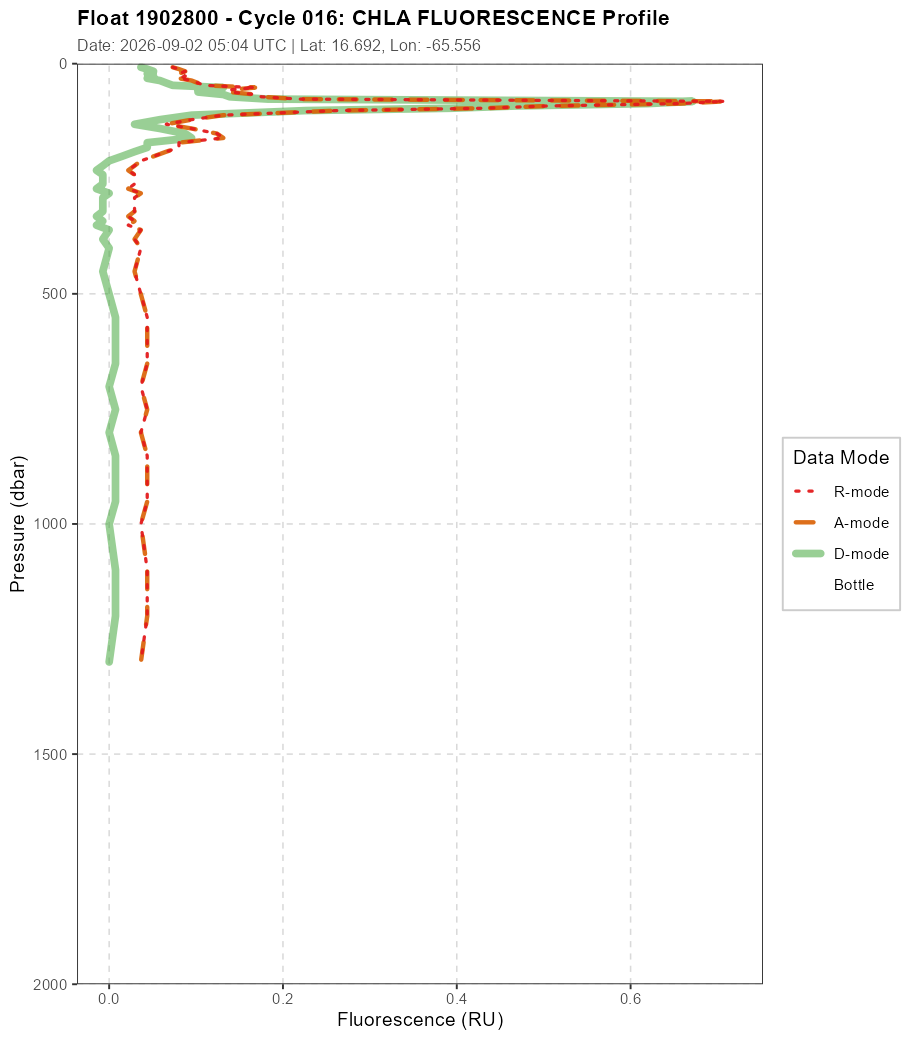 Float 1902800 - Cycle 016: CHLA FLUORESCENCE Profile
Date: 2026-09-02 05:04 UTC | Lat: 16.692, Lon: -65.556
0
500
1000
1500
2000
Pressure (dbar)
0.0 0.2 0.4 0.6
Fluorescence (RU)
Data Mode
R-mode
A-mode
D-mode
Bottle